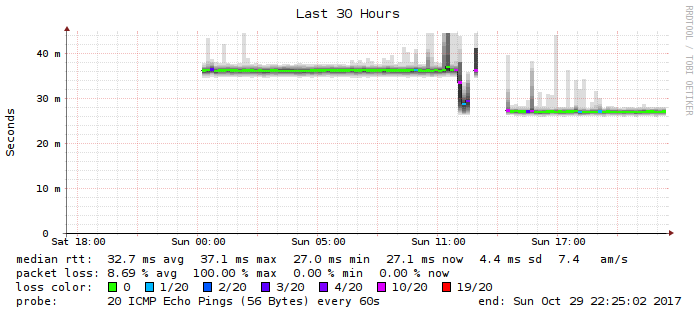 Last 30 Hours
RRDTOOL / TOBI OETIKER
Seconds
40 m
30 m
20 m
10 m
0
Sat 18:00 Sun 00:00 Sun 05:00 Sun 11:00 Sun 17:00
median rtt: 32.7 ms avg 37.1 ms max 27.0 ms min 27.1 ms now 4.4 ms sd 7.4 am/s
packet loss: 8.69 % avg 100.00 % max 0.00 % min 0.00 % now
loss color: 0 1/20 2/20 3/20 4/20 10/20 19/20
probe: 20 ICMP Echo Pings (56 Bytes) every 60s end: Sun Oct 29 22:25:02 2017